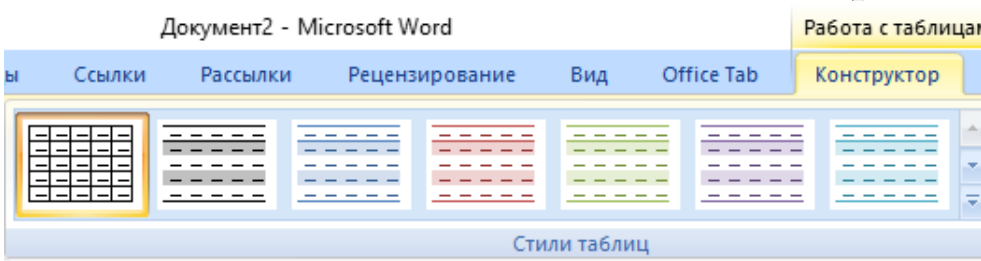 Документ2 - Microsoft Word
Работа с таблицам
ы Ссылки Рассылки Рецензирование Вид Office Tab Конструктор
Стили таблиц